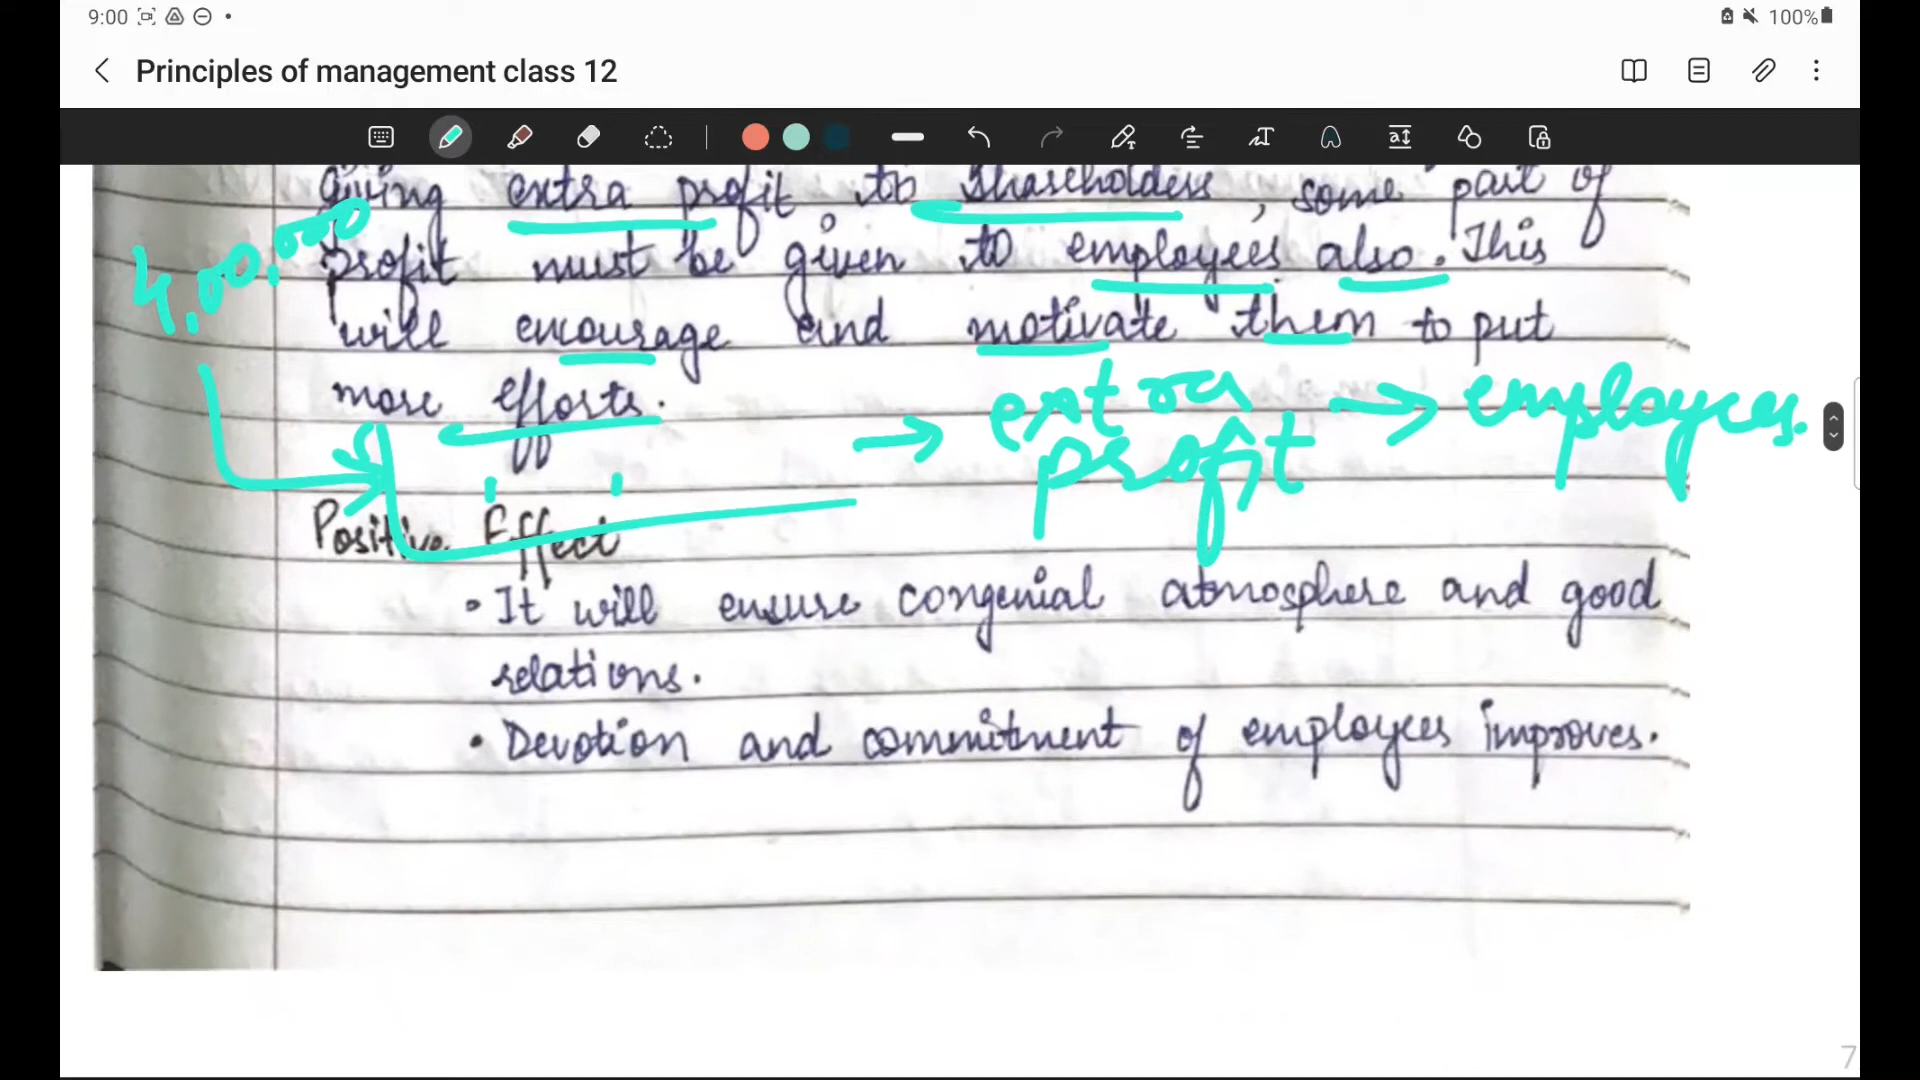 9:00
100%
Principles of management class 12
giving extra profit to shareholders, some part of
4,00,000
profit must be given to employees also. This
will encourage and motivate them to put
more efforts.
→ extra profit → employees.
Positive Effect
• It will ensure congenial atmosphere and good
relations.
• Devotion and commitment of employees improves.
7